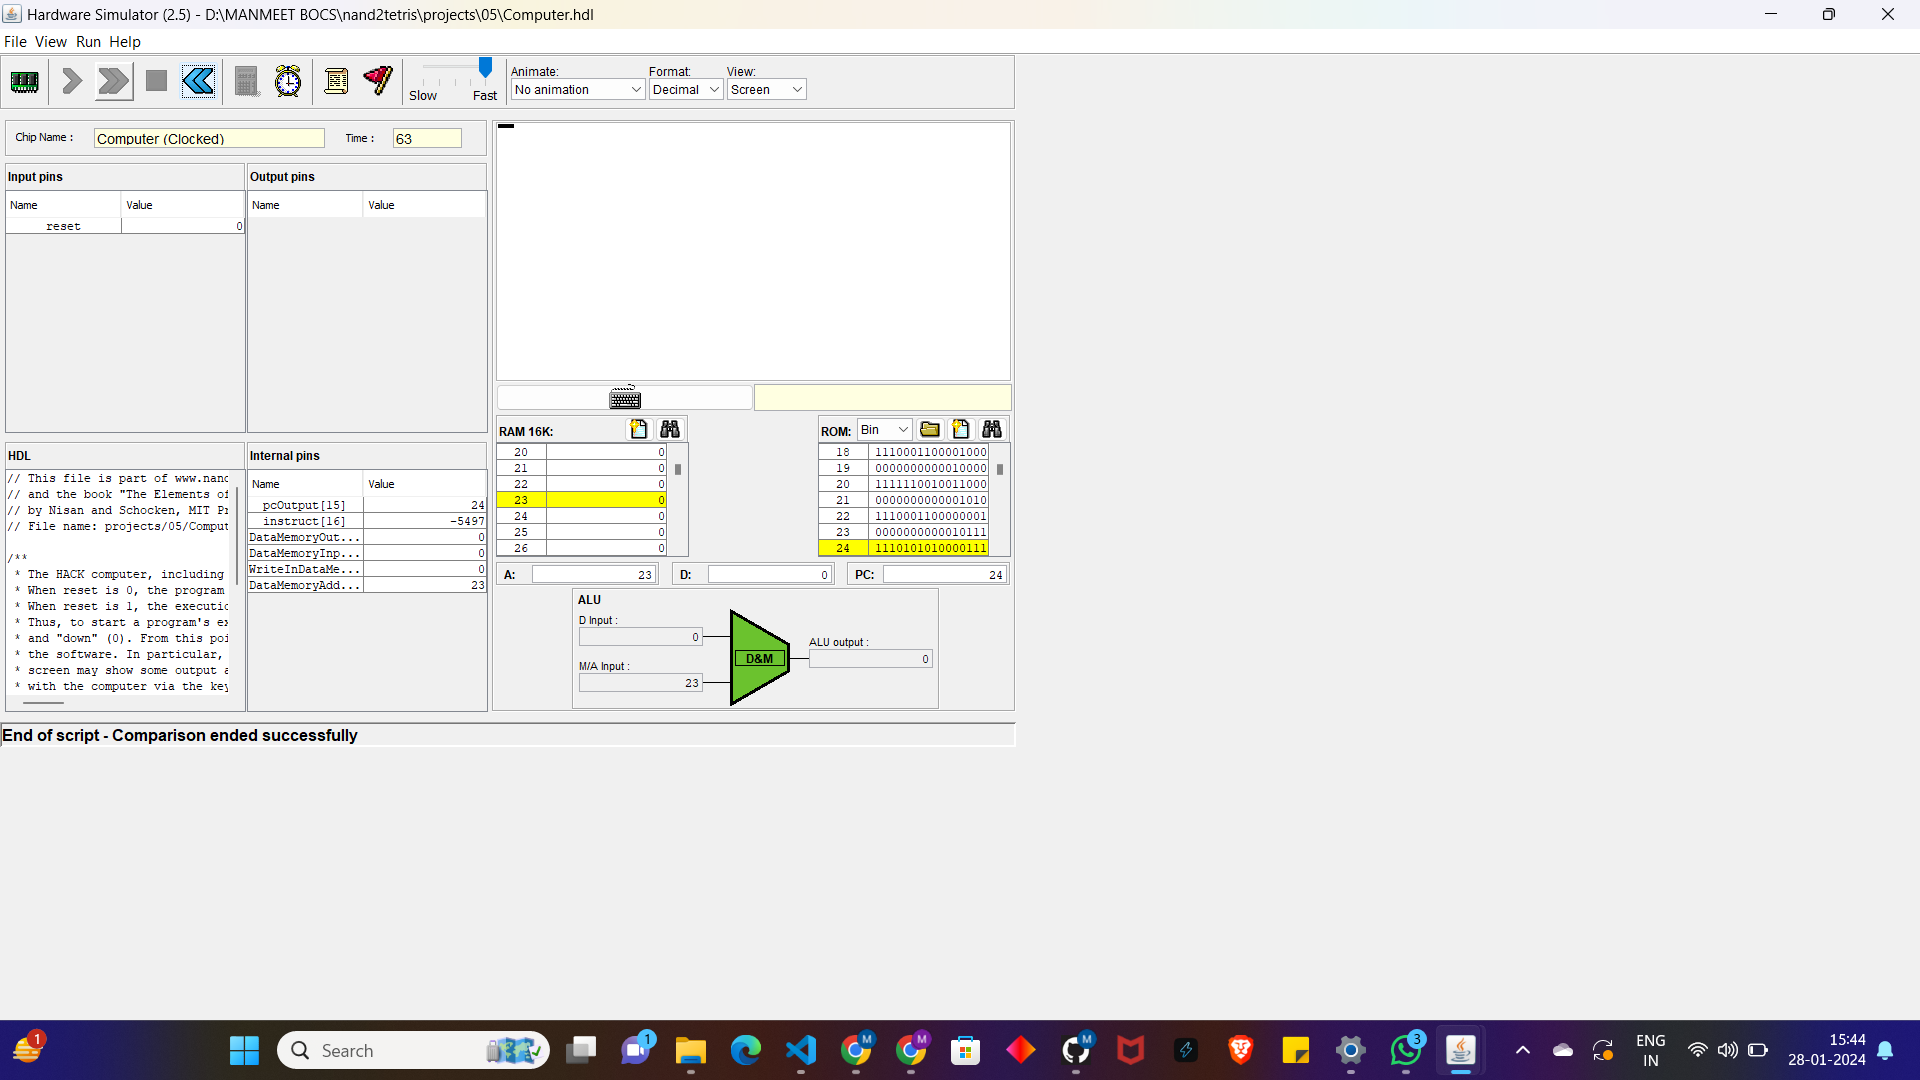 Hardware Simulator (2.5) - D:\MANMEET BOCS\nand2tetris\projects\05\Computer.hdl
File View Run Help
Slow Fast
Animate: Format: View:
No animation Decimal Screen
Chip Name : Computer (Clocked) Time : 63
Input pins Output pins
Name Value Name Value
reset 0
RAM 16K: ROM: Bin
20 0 18 1110001100001000
21 0 19 0000000000010000
22 0 20 1111110010011000
23 0 21 0000000000001010
24 0 22 1110001100000001
25 0 23 0000000000010111
26 0 24 1110101010000111
HDL
// This file is part of www.nand
// and the book "The Elements of
// by Nisan and Schocken, MIT Pr
// File name: projects/05/Comput
/**
* The HACK computer, including
* When reset is 0, the program
* When reset is 1, the executio
* Thus, to start a program's ex
* and "down" (0). From this poi
* the software. In particular,
* screen may show some output a
* with the computer via the key
Internal pins
Name Value
pcOutput[15] 24
instruct[16] -5497
DataMemoryOut... 0
DataMemoryInp... 0
WriteInDataMe... 0
DataMemoryAdd... 23
A: 23 D: 0 PC: 24
ALU
D Input :
0
M/A Input :
23
D&M
ALU output :
0
End of script - Comparison ended successfully
1
Search
1
M
M
M
3
ENG
IN
15:44
28-01-2024